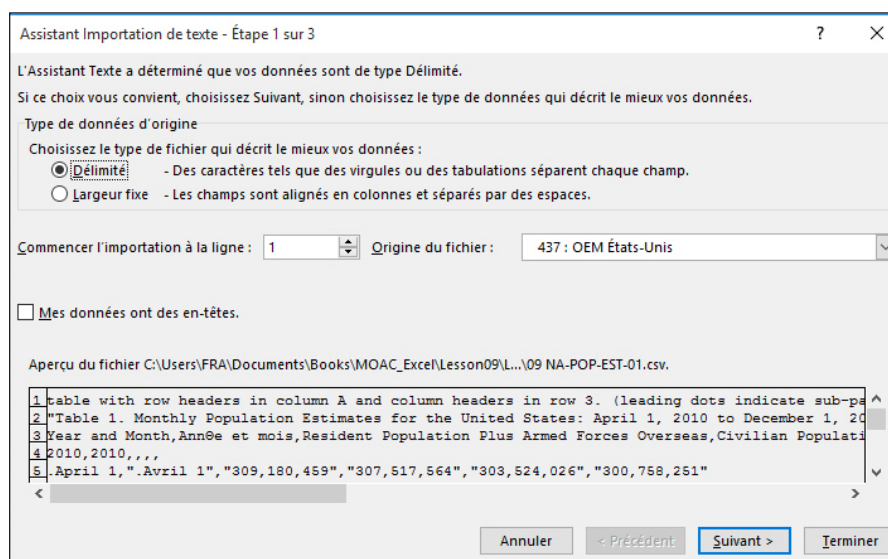 Assistant Importation de texte - Étape 1 sur 3
L'Assistant Texte a déterminé que vos données sont de type Délimité.
Si ce choix vous convient, choisissez Suivant, sinon choisissez le type de données qui décrit le mieux vos données.
Type de données d'origine
Choisissez le type de fichier qui décrit le mieux vos données :
Délimité - Des caractères tels que des virgules ou des tabulations séparent chaque champ.
Largeur fixe - Les champs sont alignés en colonnes et séparés par des espaces.
Commencer l'importation à la ligne : 1 Origine du fichier : 437 : OEM États-Unis
Mes données ont des en-têtes.
Aperçu du fichier C:\Users\FRA\Documents\Books\MOAC_Excel\Lesson09\L...\09 NA-POP-EST-01.csv.
1 table with row headers in column A and column headers in row 3. (leading dots indicate sub-pa
2 "Table 1. Monthly Population Estimates for the United States: April 1, 2010 to December 1, 20
3 Year and Month,AnnΘe et mois,Resident Population Plus Armed Forces Overseas,Civilian Populati
4 2010,2010,,,,
5 .April 1,".Avril 1","309,180,459","307,517,564","303,524,026","300,758,251"
Annuler < Précédent Suivant > Terminer